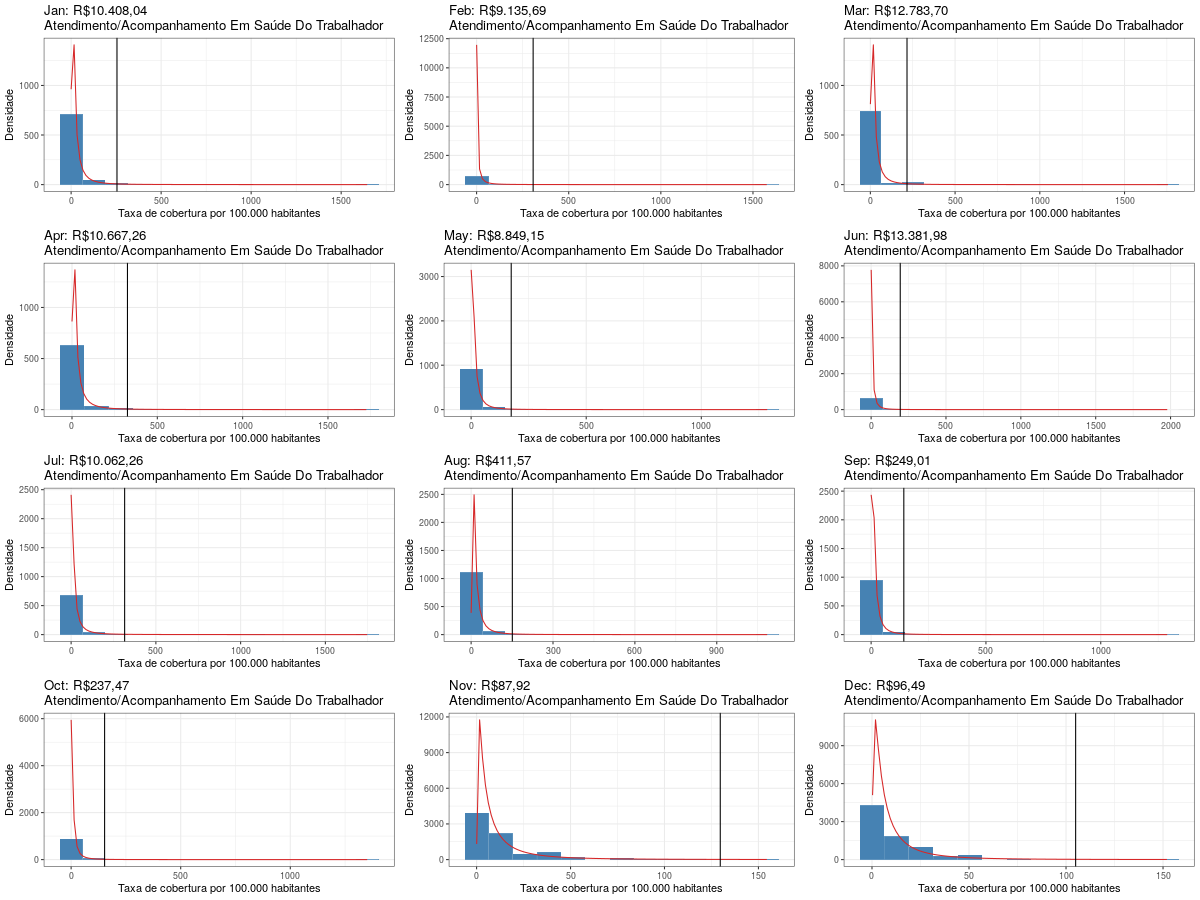 Jan: R$10.408,04
Atendimento/Acompanhamento Em Saúde Do Trabalhador
Densidade
1000
500
0
0 500 1000 1500
Taxa de cobertura por 100.000 habitantes
Feb: R$9.135,69
Atendimento/Acompanhamento Em Saúde Do Trabalhador
Densidade
12500
10000
7500
5000
2500
0
0 500 1000 1500
Taxa de cobertura por 100.000 habitantes
Mar: R$12.783,70
Atendimento/Acompanhamento Em Saúde Do Trabalhador
Densidade
1000
500
0
0 500 1000 1500
Taxa de cobertura por 100.000 habitantes
Apr: R$10.667,26
Atendimento/Acompanhamento Em Saúde Do Trabalhador
Densidade
1000
500
0
0 500 1000 1500
Taxa de cobertura por 100.000 habitantes
May: R$8.849,15
Atendimento/Acompanhamento Em Saúde Do Trabalhador
Densidade
3000
2000
1000
0
0 500 1000
Taxa de cobertura por 100.000 habitantes
Jun: R$13.381,98
Atendimento/Acompanhamento Em Saúde Do Trabalhador
Densidade
8000
6000
4000
2000
0
0 500 1000 1500 2000
Taxa de cobertura por 100.000 habitantes
Jul: R$10.062,26
Atendimento/Acompanhamento Em Saúde Do Trabalhador
Densidade
2500
2000
1500
1000
500
0
0 500 1000 1500
Taxa de cobertura por 100.000 habitantes
Aug: R$411,57
Atendimento/Acompanhamento Em Saúde Do Trabalhador
Densidade
2500
2000
1500
1000
500
0
0 300 600 900
Taxa de cobertura por 100.000 habitantes
Sep: R$249,01
Atendimento/Acompanhamento Em Saúde Do Trabalhador
Densidade
2500
2000
1500
1000
500
0
0 500 1000
Taxa de cobertura por 100.000 habitantes
Oct: R$237,47
Atendimento/Acompanhamento Em Saúde Do Trabalhador
Densidade
6000
4000
2000
0
0 500 1000
Taxa de cobertura por 100.000 habitantes
Nov: R$87,92
Atendimento/Acompanhamento Em Saúde Do Trabalhador
Densidade
12000
9000
6000
3000
0
0 50 100 150
Taxa de cobertura por 100.000 habitantes
Dec: R$96,49
Atendimento/Acompanhamento Em Saúde Do Trabalhador
Densidade
9000
6000
3000
0
0 50 100 150
Taxa de cobertura por 100.000 habitantes